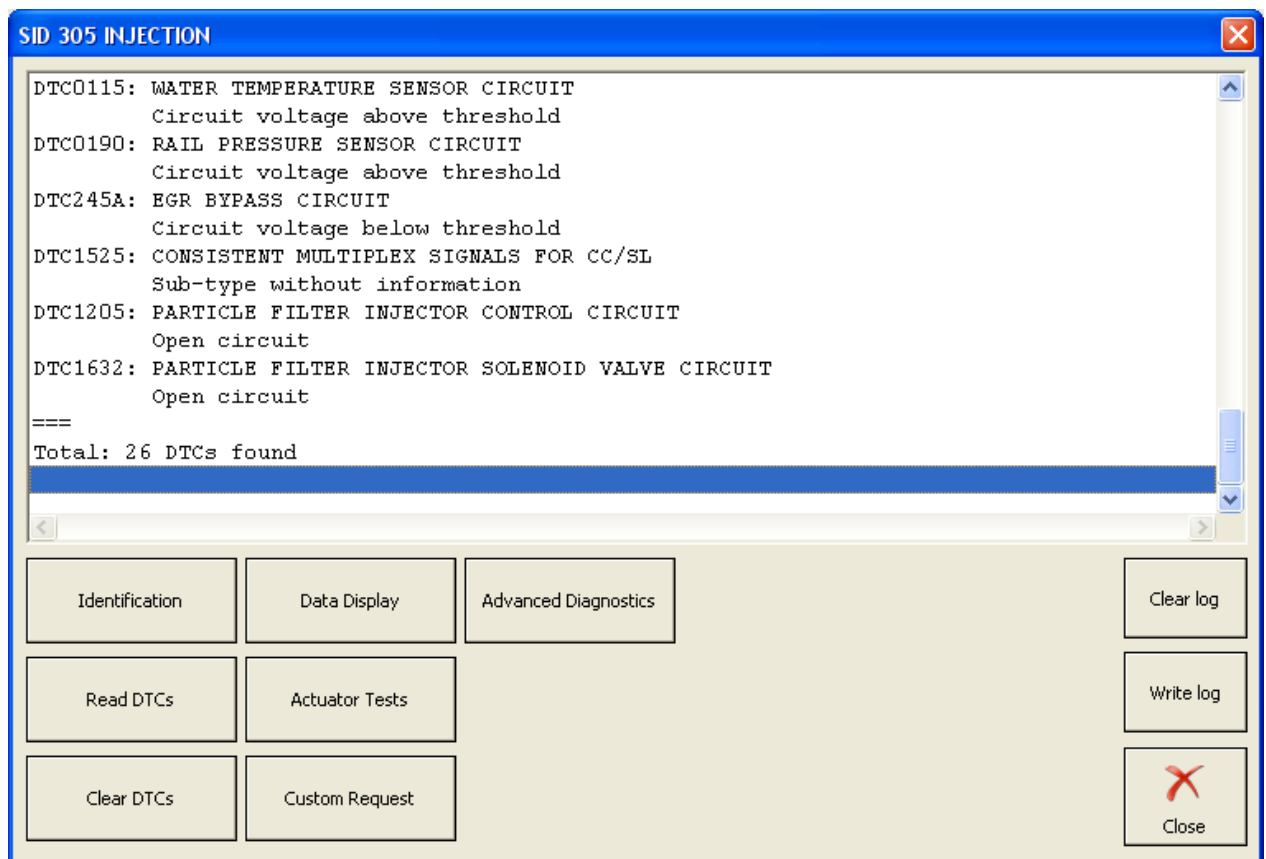 SID 305 INJECTION
DTC0115: WATER TEMPERATURE SENSOR CIRCUIT
Circuit voltage above threshold
DTC0190: RAIL PRESSURE SENSOR CIRCUIT
Circuit voltage above threshold
DTC245A: EGR BYPASS CIRCUIT
Circuit voltage below threshold
DTC1525: CONSISTENT MULTIPLEX SIGNALS FOR CC/SL
Sub-type without information
DTC1205: PARTICLE FILTER INJECTOR CONTROL CIRCUIT
Open circuit
DTC1632: PARTICLE FILTER INJECTOR SOLENOID VALVE CIRCUIT
Open circuit
===
Total: 26 DTCs found
Identification
Data Display
Advanced Diagnostics
Clear log
Read DTCs
Actuator Tests
Write log
Clear DTCs
Custom Request
Close